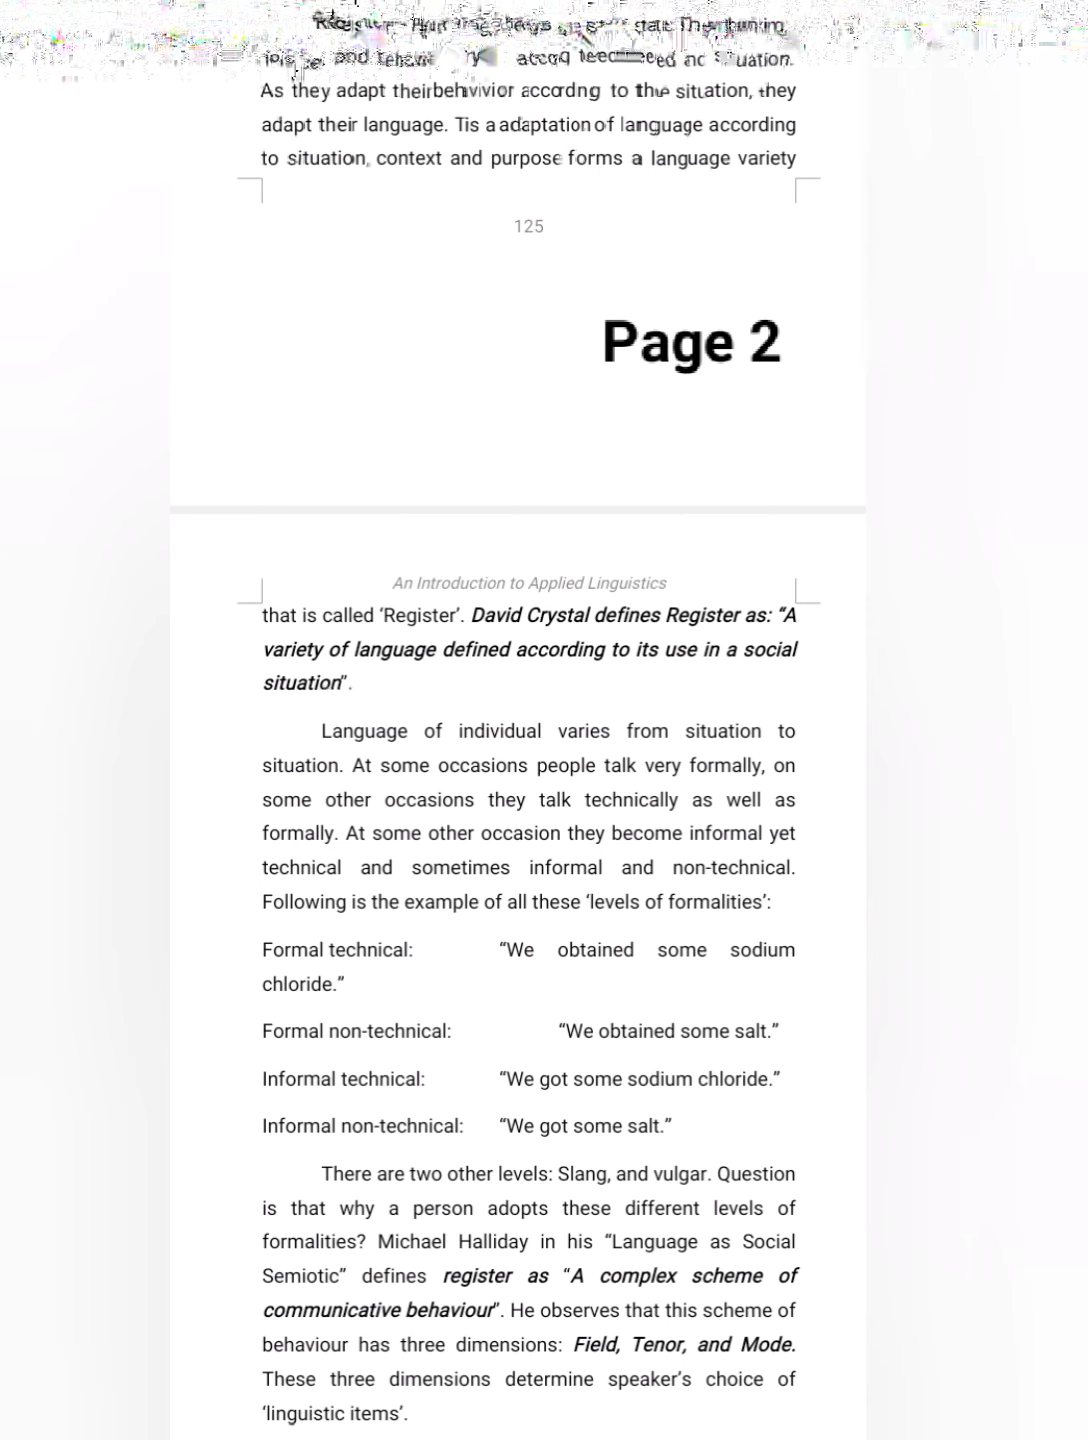 As they adapt theirbehvivior accordng to the situation, they
adapt their language. Tis a adaptation of language according
to situation, context and purpose forms a language variety
125
Page 2
An Introduction to Applied Linguistics
that is called ‘Register’. David Crystal defines Register as: “A
variety of language defined according to its use in a social
situation”.
Language of individual varies from situation to
situation. At some occasions people talk very formally, on
some other occasions they talk technically as well as
formally. At some other occasion they become informal yet
technical and sometimes informal and non-technical.
Following is the example of all these ‘levels of formalities’:
Formal technical: “We obtained some sodium
chloride.”
Formal non-technical: “We obtained some salt.”
Informal technical: “We got some sodium chloride.”
Informal non-technical: “We got some salt.”
There are two other levels: Slang, and vulgar. Question
is that why a person adopts these different levels of
formalities? Michael Halliday in his “Language as Social
Semiotic” defines register as “A complex scheme of
communicative behaviour”. He observes that this scheme of
behaviour has three dimensions: Field, Tenor, and Mode.
These three dimensions determine speaker’s choice of
‘linguistic items’.